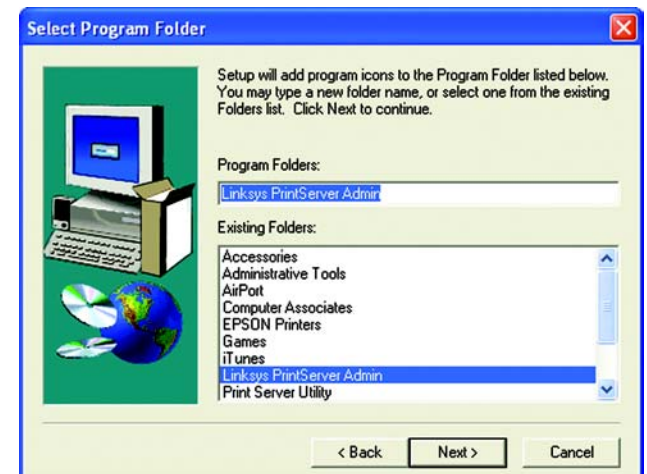 Select Program Folder
Setup will add program icons to the Program Folder listed below.
You may type a new folder name, or select one from the existing
Folders list. Click Next to continue.
Program Folders:
Linksys PrintServer Admin
Existing Folders:
Accessories
Administrative Tools
AirPort
Computer Associates
EPSON Printers
Games
iTunes
Linksys PrintServer Admin
Print Server Utility
< Back
Next >
Cancel